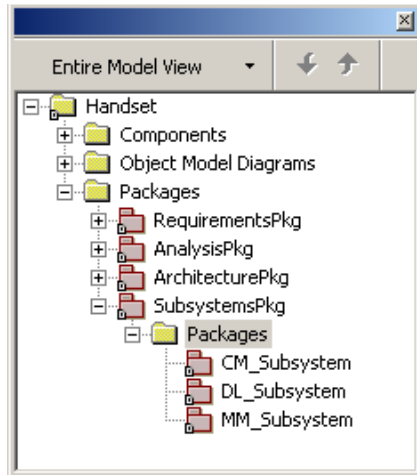 Entire Model View
Handset
Components
Object Model Diagrams
Packages
RequirementsPkg
AnalysisPkg
ArchitecturePkg
SubsystemsPkg
Packages
CM_Subsystem
DL_Subsystem
MM_Subsystem